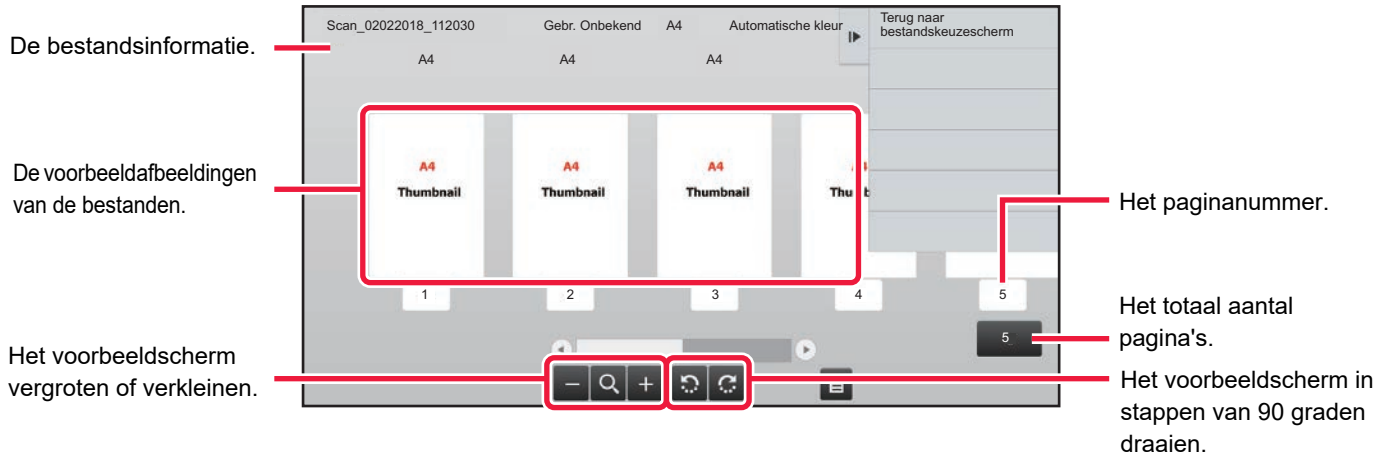 De bestandsinformatie.
Scan_02022018_112030 Gebr. Onbekend A4 Automatische kleur
Terug naar
bestandskeuzescherm
A4 A4 A4
De voorbeeldafbeeldingen
van de bestanden.
A4 A4 A4
Thumbnail Thumbnail Thumbnail
Het paginanummer.
1 2 3 4 5
Het totaal aantal
pagina's.
5
Het voorbeeldscherm
vergroten of verkleinen.
Het voorbeeldscherm in
stappen van 90 graden
draaien.